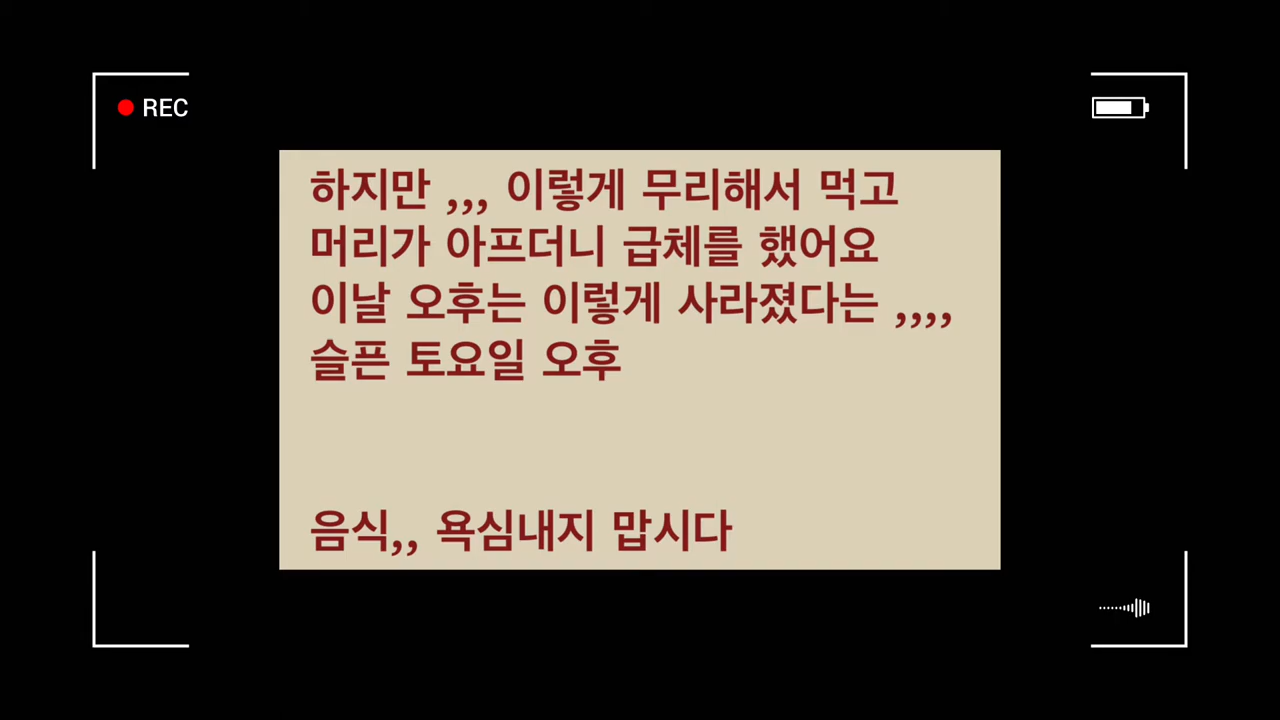 REC
하지만 ,,, 이렇게 무리해서 먹고
머리가 아프더니 급체를 했어요
이날 오후는 이렇게 사라졌다는 ,,,,
슬픈 토요일 오후
음식,, 욕심내지 맙시다